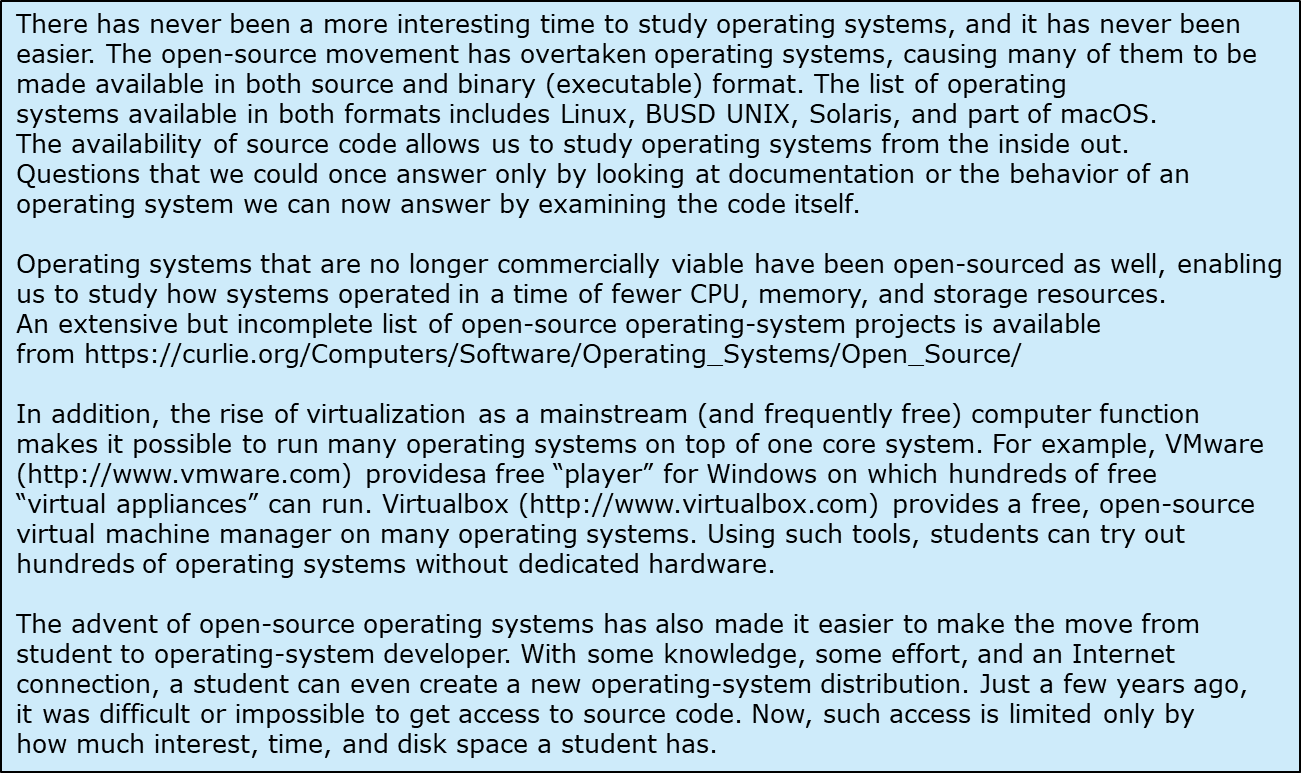 There has never been a more interesting time to study operating systems, and it has never been
easier. The open-source movement has overtaken operating systems, causing many of them to be
made available in both source and binary (executable) format. The list of operating
systems available in both formats includes Linux, BUSD UNIX, Solaris, and part of macOS.
The availability of source code allows us to study operating systems from the inside out.
Questions that we could once answer only by looking at documentation or the behavior of an
operating system we can now answer by examining the code itself.
Operating systems that are no longer commercially viable have been open-sourced as well, enabling
us to study how systems operated in a time of fewer CPU, memory, and storage resources.
An extensive but incomplete list of open-source operating-system projects is available
from https://curlie.org/Computers/Software/Operating_Systems/Open_Source/
In addition, the rise of virtualization as a mainstream (and frequently free) computer function
makes it possible to run many operating systems on top of one core system. For example, VMware
(http://www.vmware.com) providesa free “player” for Windows on which hundreds of free
“virtual appliances” can run. Virtualbox (http://www.virtualbox.com) provides a free, open-source
virtual machine manager on many operating systems. Using such tools, students can try out
hundreds of operating systems without dedicated hardware.
The advent of open-source operating systems has also made it easier to make the move from
student to operating-system developer. With some knowledge, some effort, and an Internet
connection, a student can even create a new operating-system distribution. Just a few years ago,
it was difficult or impossible to get access to source code. Now, such access is limited only by
how much interest, time, and disk space a student has.